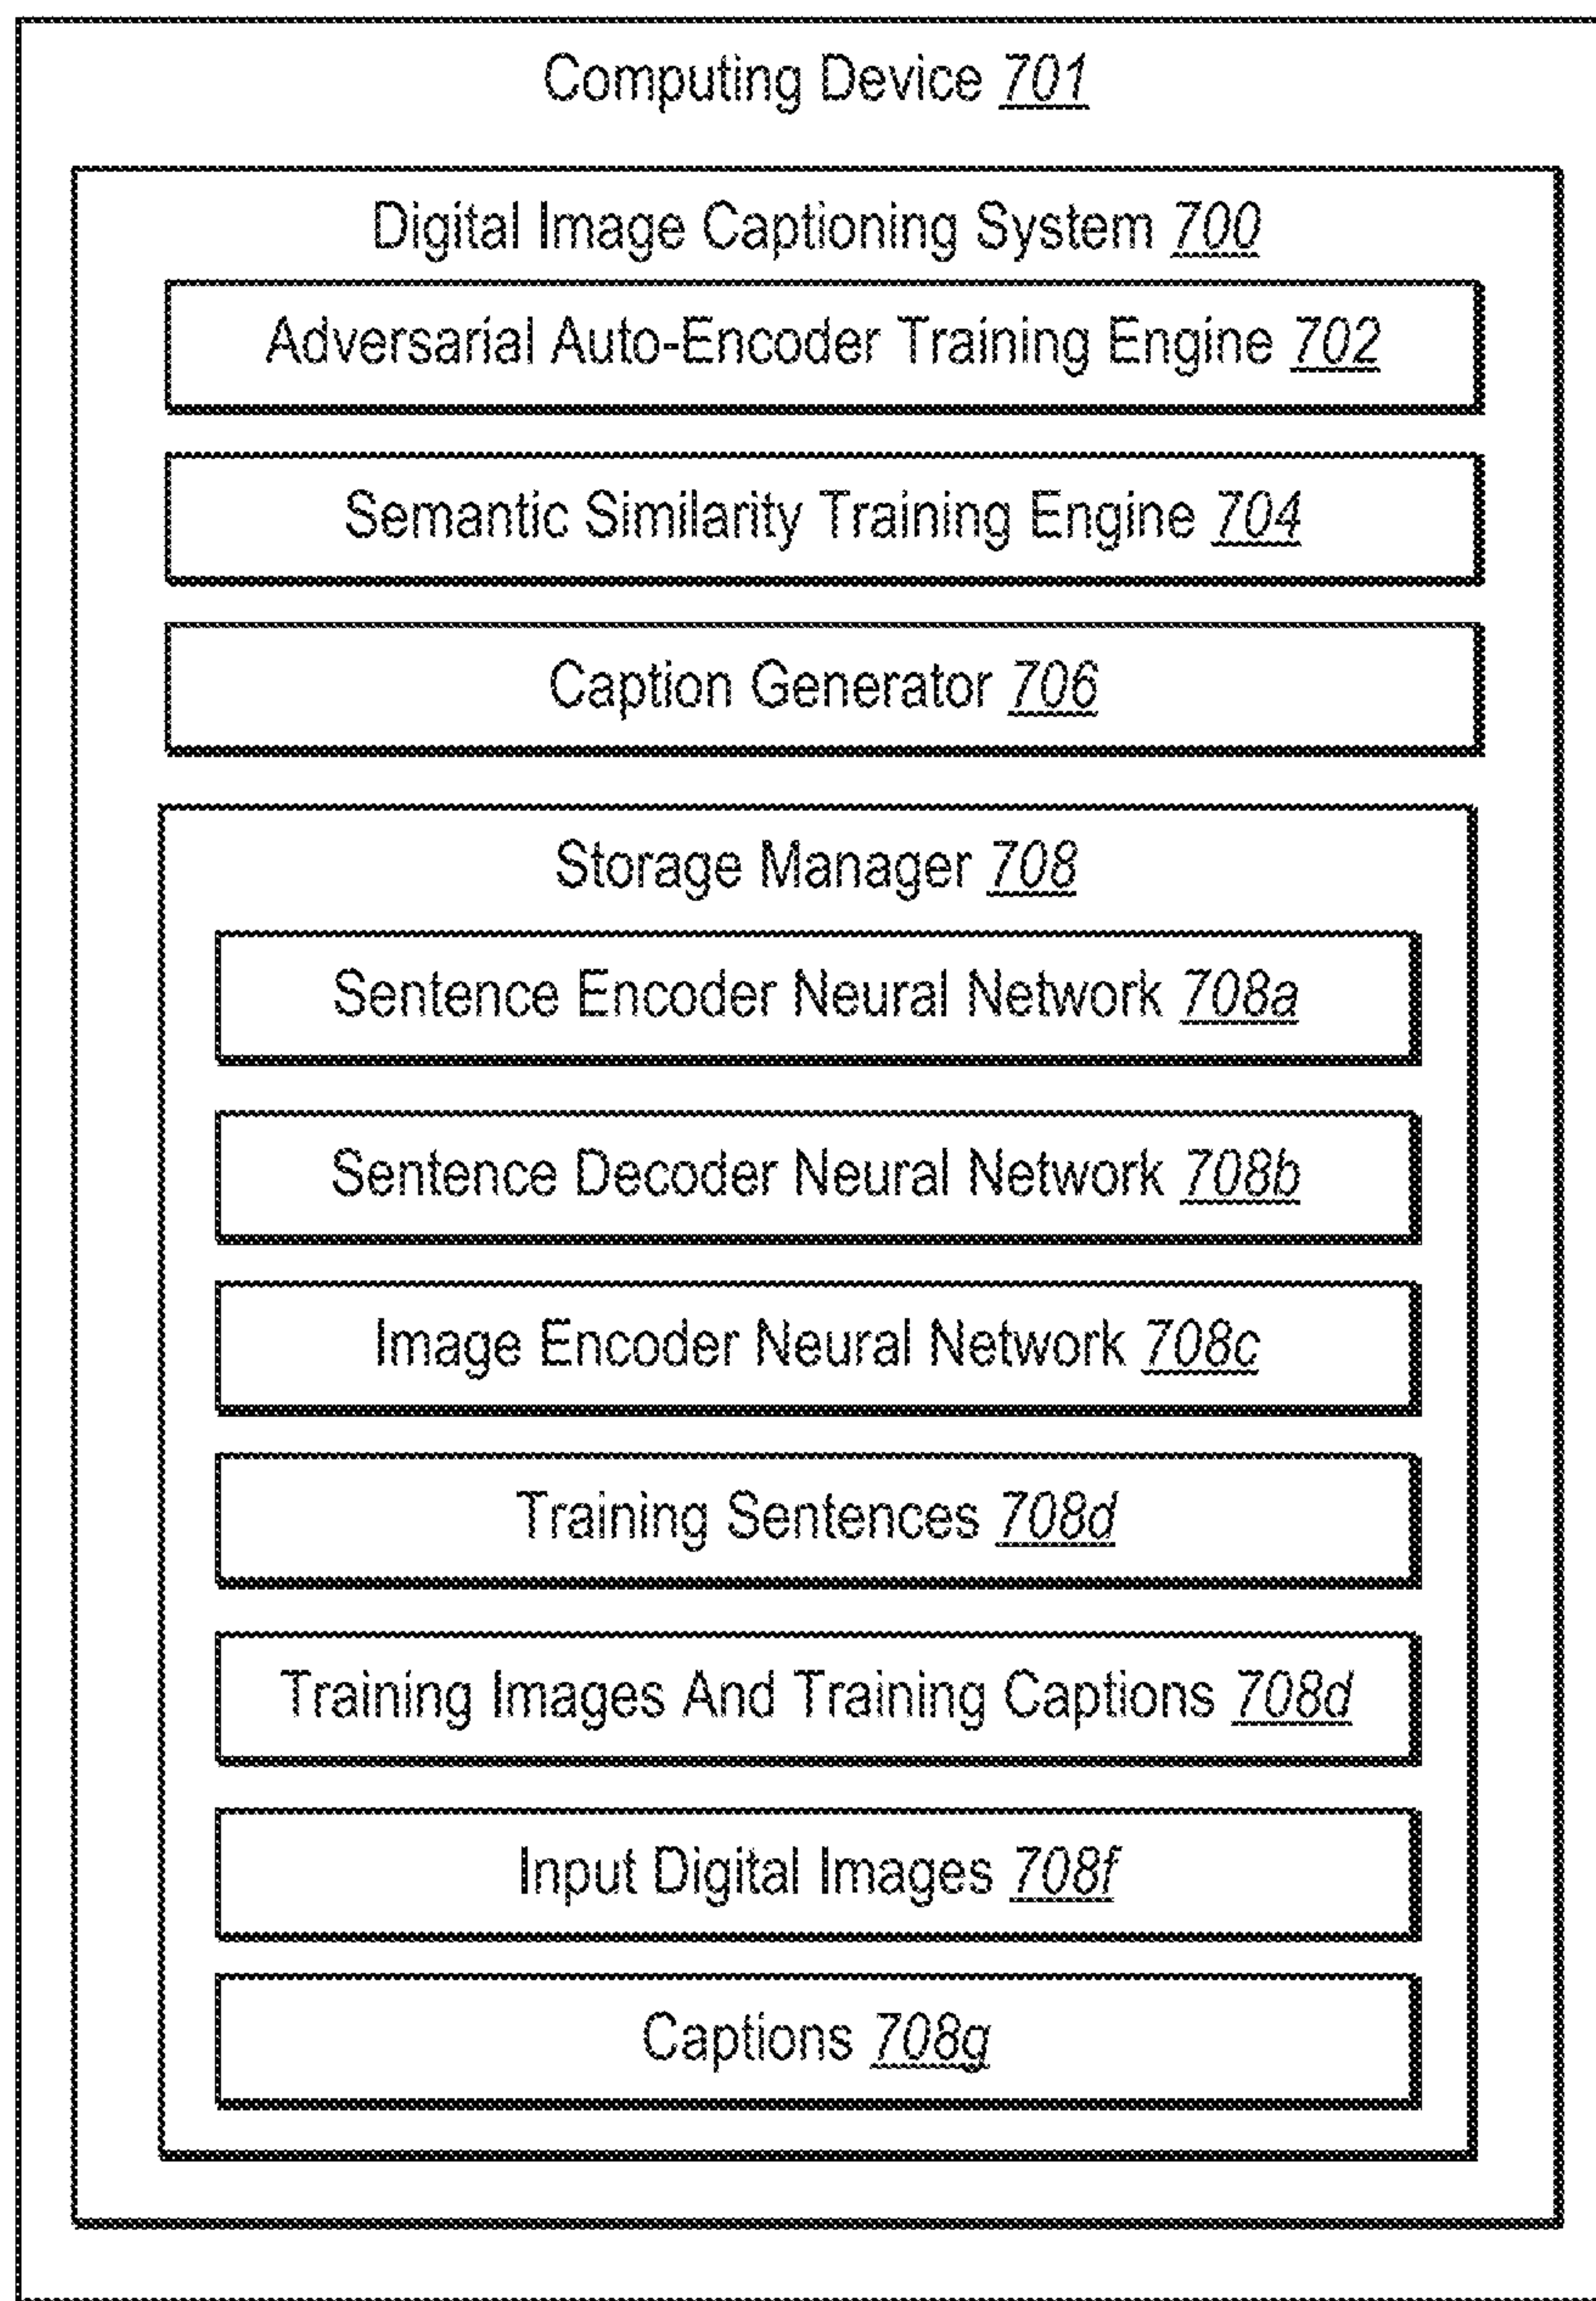 Computing Device 701
Digital Image Captioning System 700
Adversarial Auto-Encoder Training Engine 702
Semantic Similarity Training Engine 704
Caption Generator 706
Storage Manager 708
Sentence Encoder Neural Network 708a
Sentence Decoder Neural Network 708b
Image Encoder Neural Network 708c
Training Sentences 708d
Training Images And Training Captions 708d
Input Digital Images 708f
Captions 708g